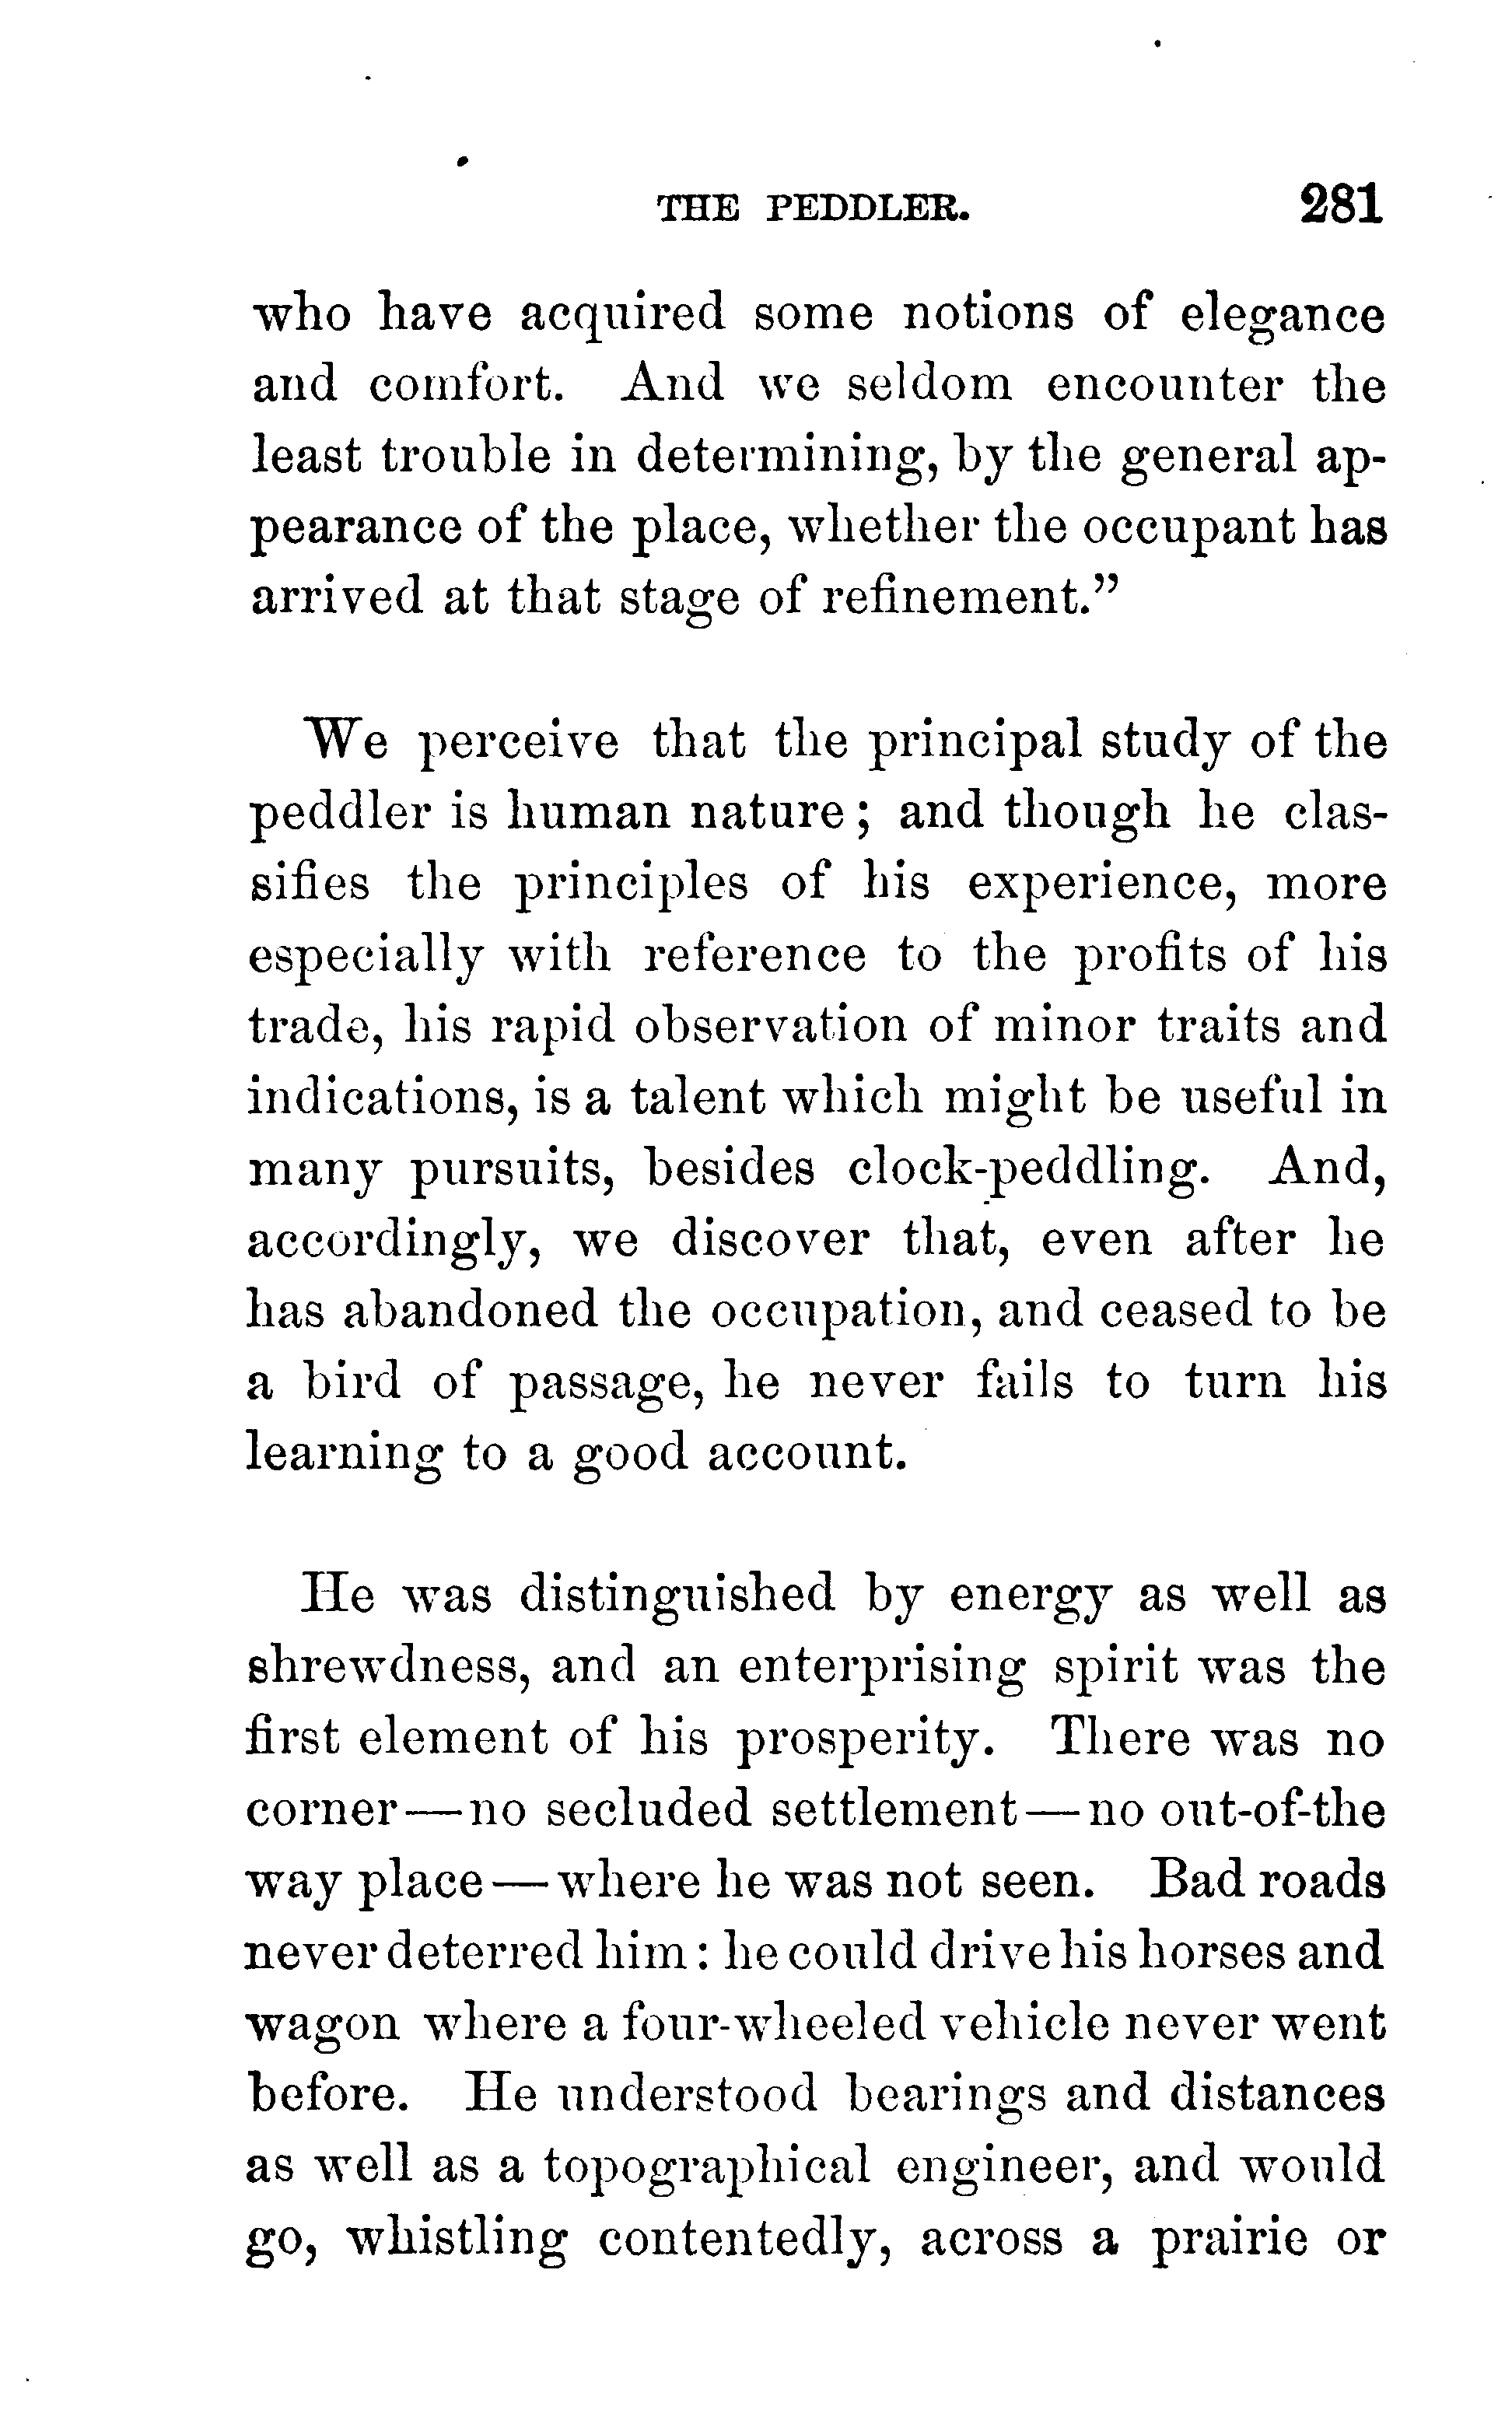 THE PEDDLER. 281
who have acquired some notions of elegance
and comfort. And we seldom encounter the
least trouble in determining, by the general ap-
pearance of the place, whether the occupant has
arrived at that stage of refinement.”
We perceive that the principal study of the
peddler is human nature; and though he clas-
sifies the principles of his experience, more
especially with reference to the profits of his
trade, his rapid observation of minor traits and
indications, is a talent which might be useful in
many pursuits, besides clock-peddling. And,
accordingly, we discover that, even after he
has abandoned the occupation, and ceased to be
a bird of passage, he never fails to turn his
learning to a good account.
He was distinguished by energy as well as
shrewdness, and an enterprising spirit was the
first element of his prosperity. There was no
corner—no secluded settlement—no out-of-the
way place—where he was not seen. Bad roads
never deterred him: he could drive his horses and
wagon where a four-wheeled vehicle never went
before. He understood bearings and distances
as well as a topographical engineer, and would
go, whistling contentedly, across a prairie or